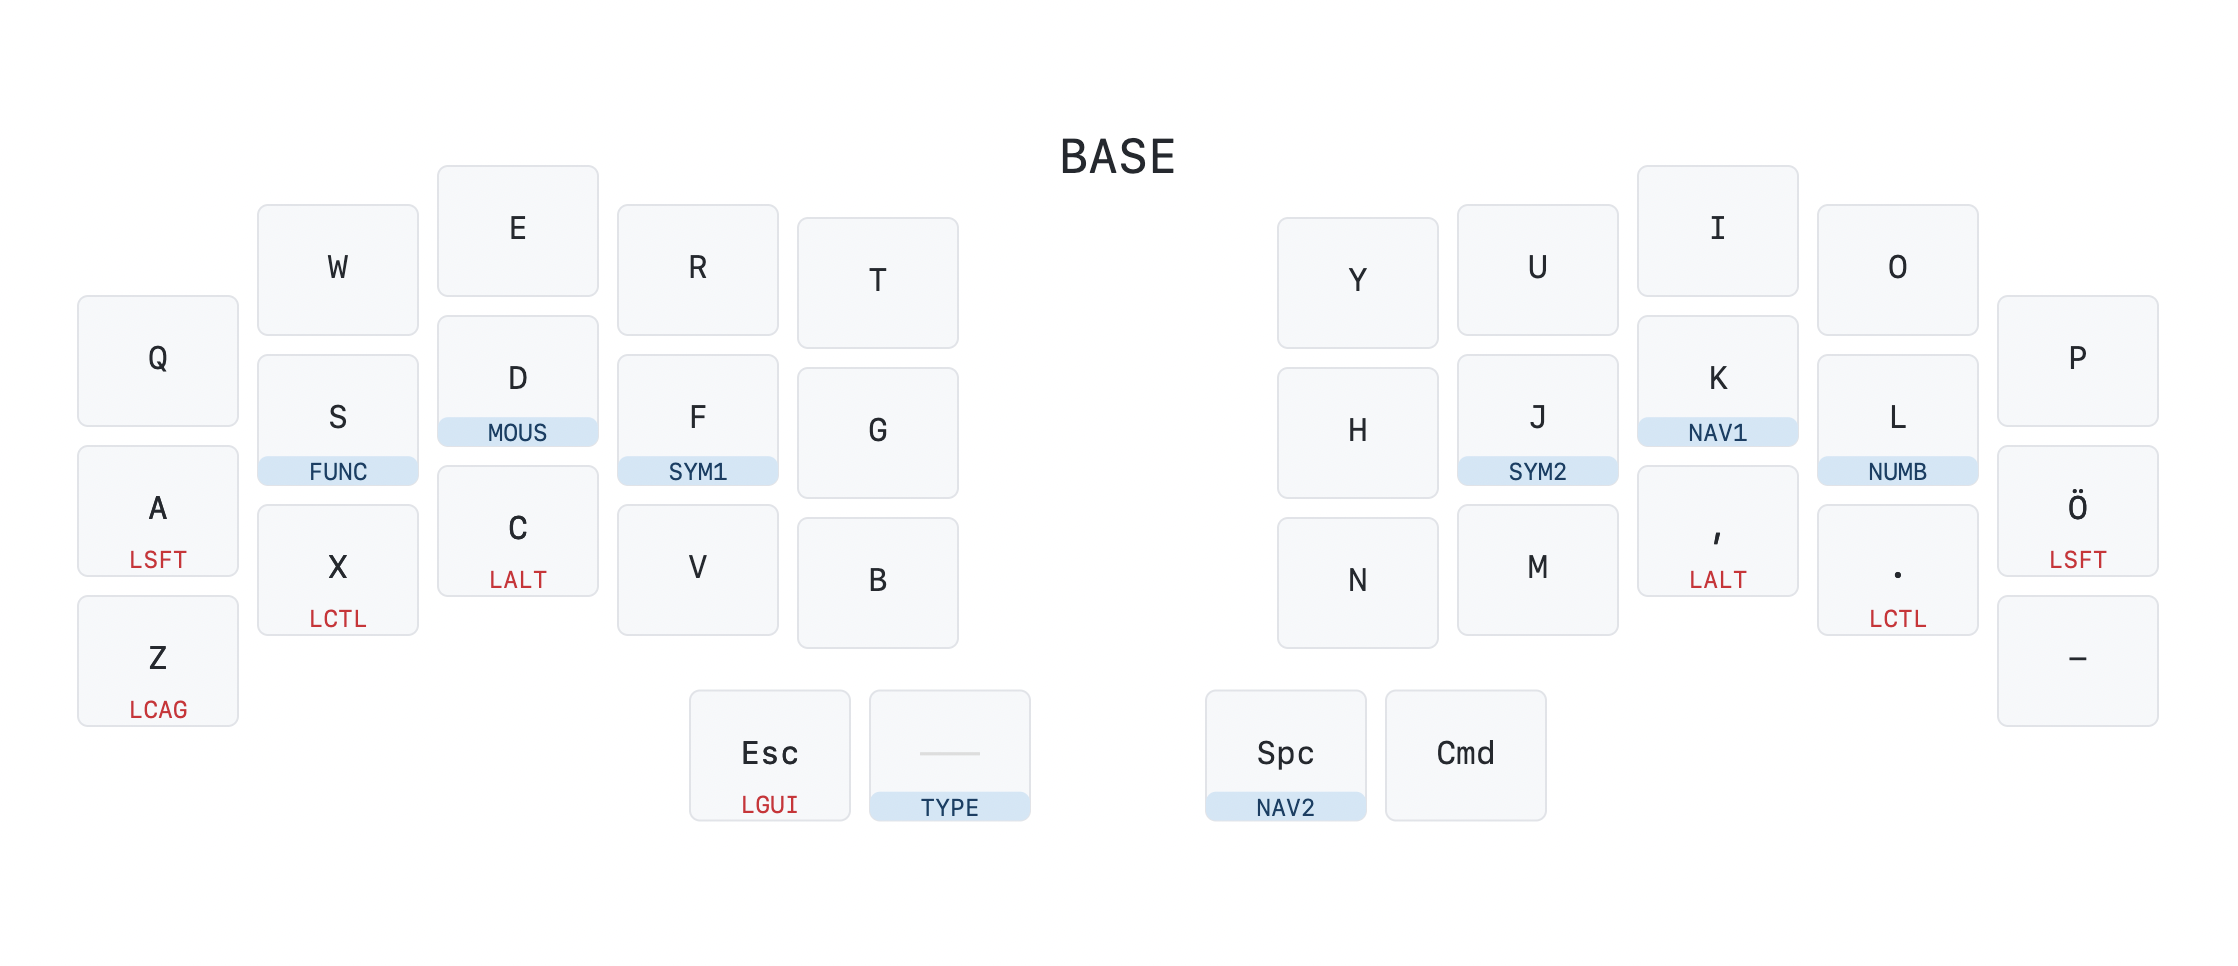 BASE
Q W E R T Y U I O P
A LSFT S FUNC D MOUS F SYM1 G H J SYM2 K NAV1 L NUMB Ö LSFT
Z LCAG X LCTL C LALT V B N M , LALT . LCTL –
Esc LGUI TYPE Spc NAV2 Cmd